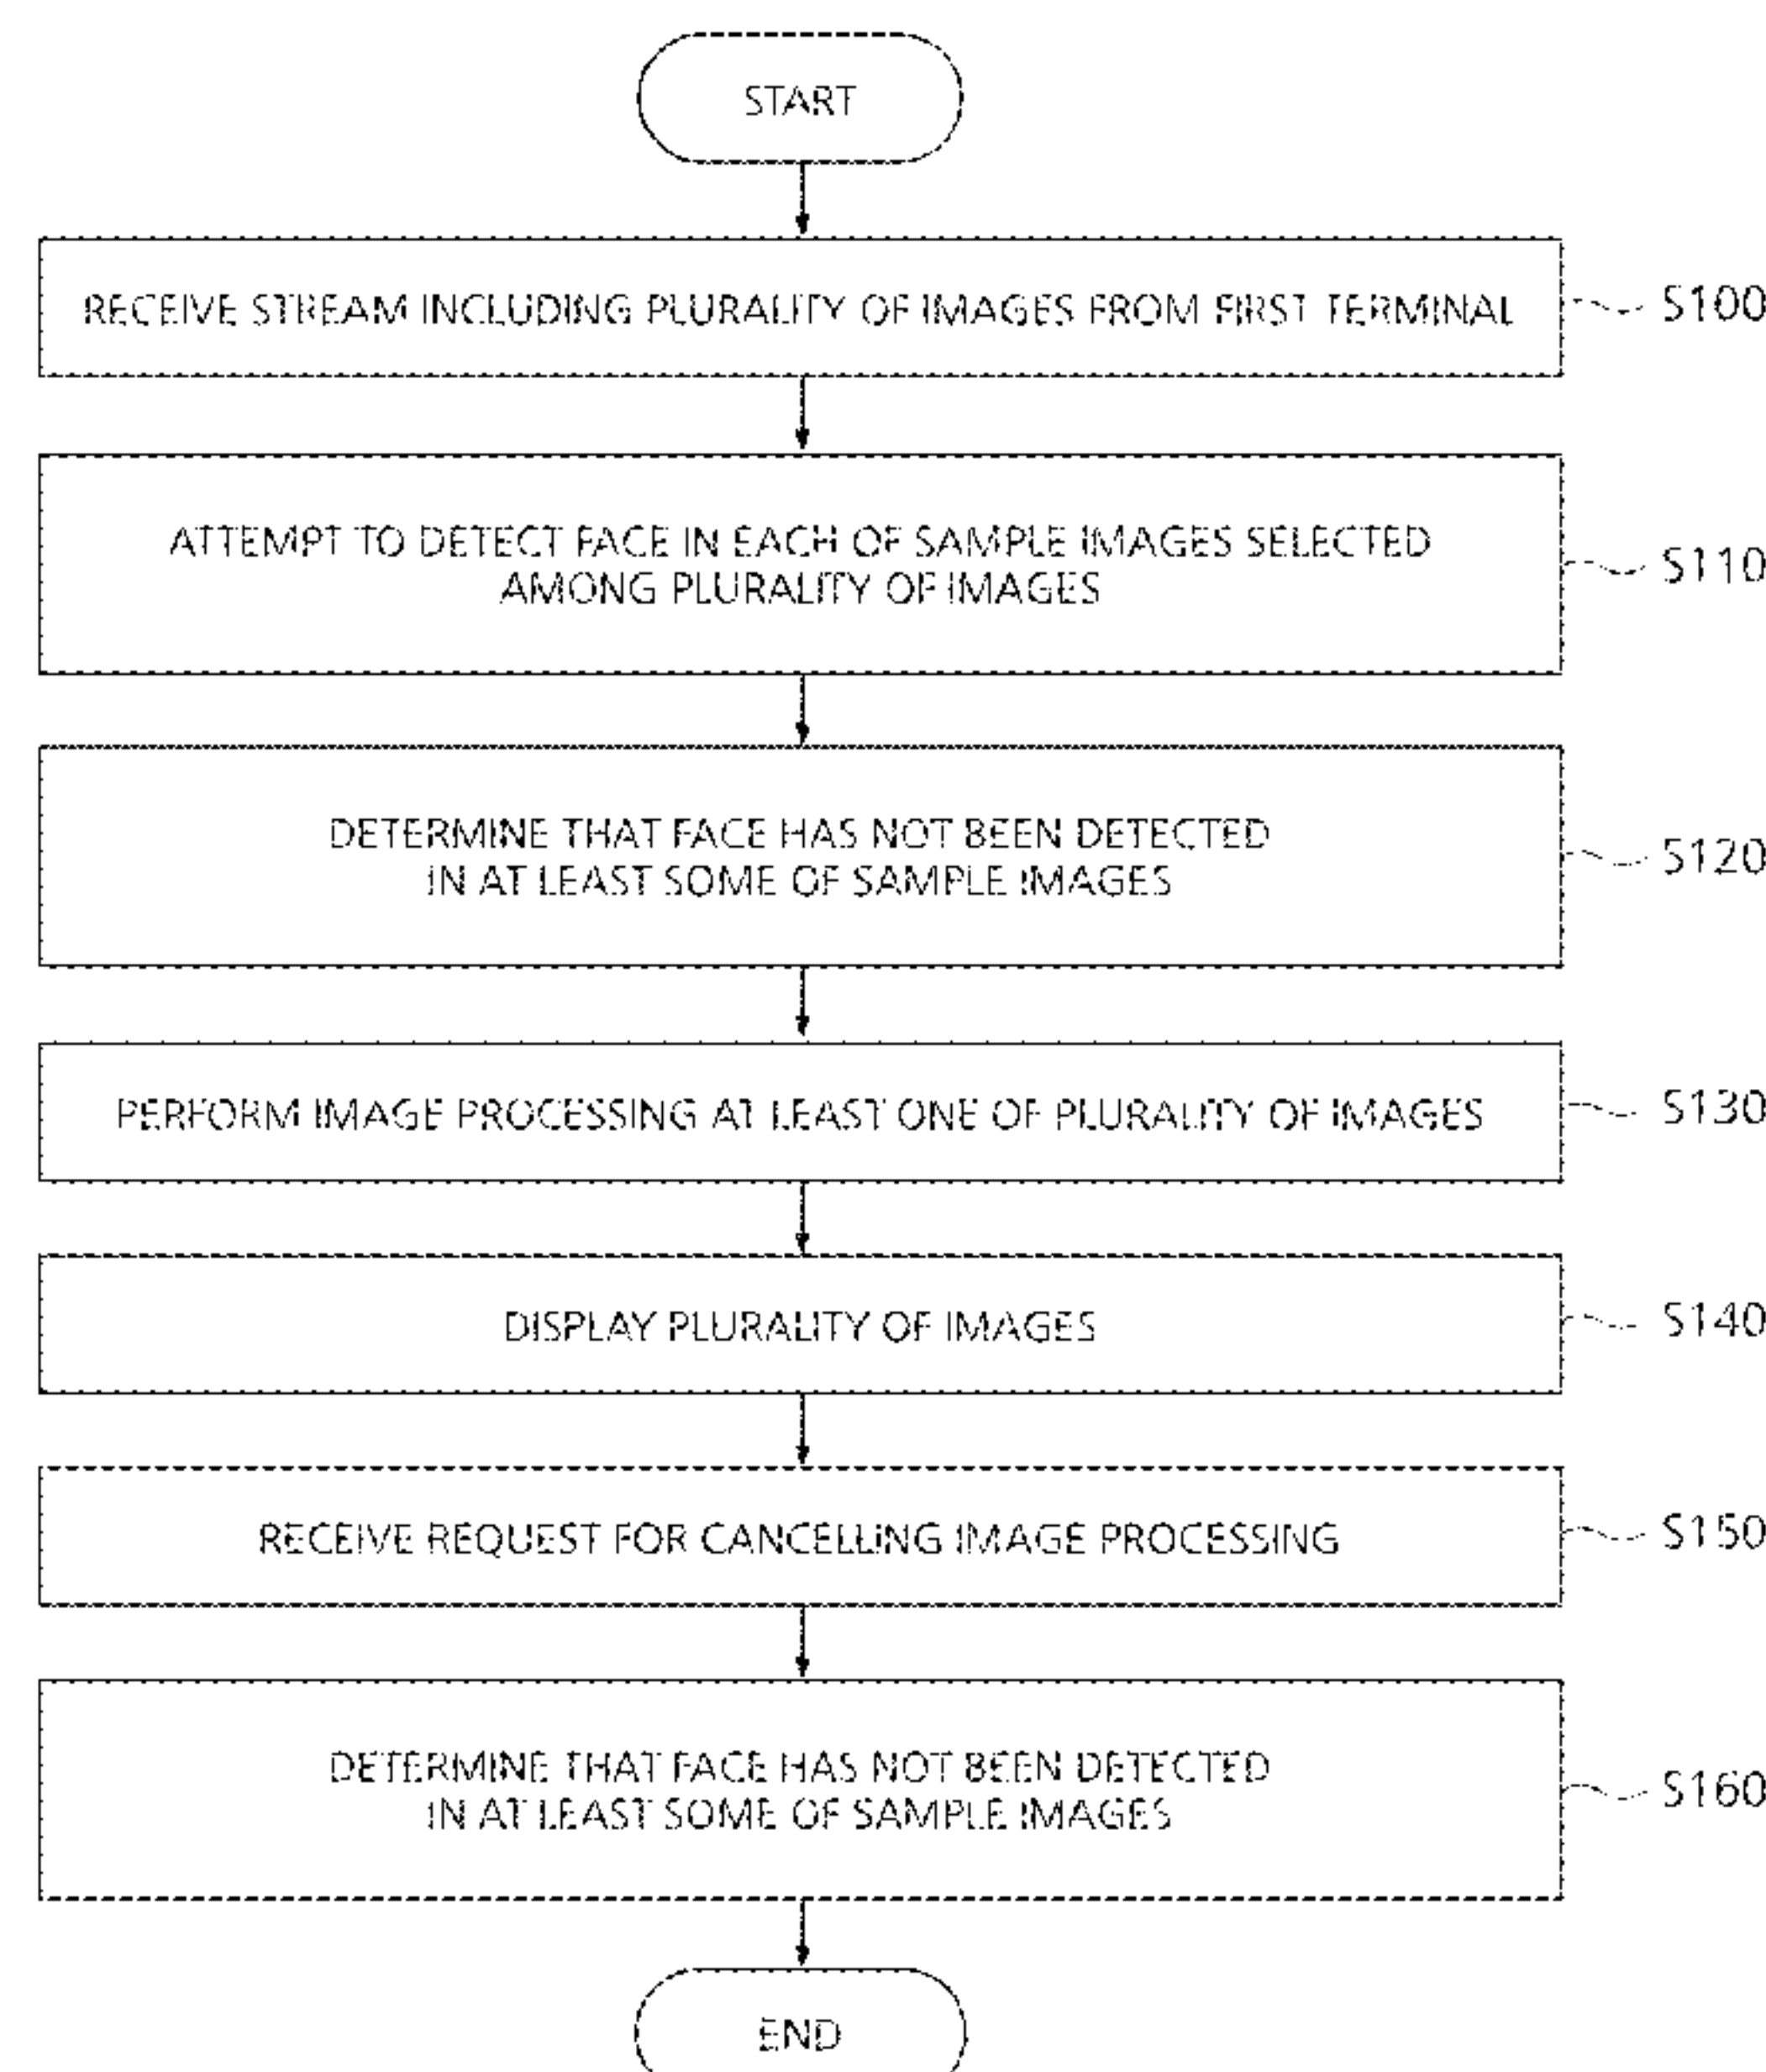 START
RECEIVE STREAM INCLUDING PLURALITY OF IMAGES FROM FIRST TERMINAL
S100
ATTEMPT TO DETECT FACE IN EACH OF SAMPLE IMAGES SELECTED
AMONG PLURALITY OF IMAGES
S110
DETERMINE THAT FACE HAS NOT BEEN DETECTED
IN AT LEAST SOME OF SAMPLE IMAGES
S120
PERFORM IMAGE PROCESSING AT LEAST ONE OF PLURALITY OF IMAGES
S130
DISPLAY PLURALITY OF IMAGES
S140
RECEIVE REQUEST FOR CANCELLING IMAGE PROCESSING
S150
DETERMINE THAT FACE HAS NOT BEEN DETECTED
IN AT LEAST SOME OF SAMPLE IMAGES
S160
END